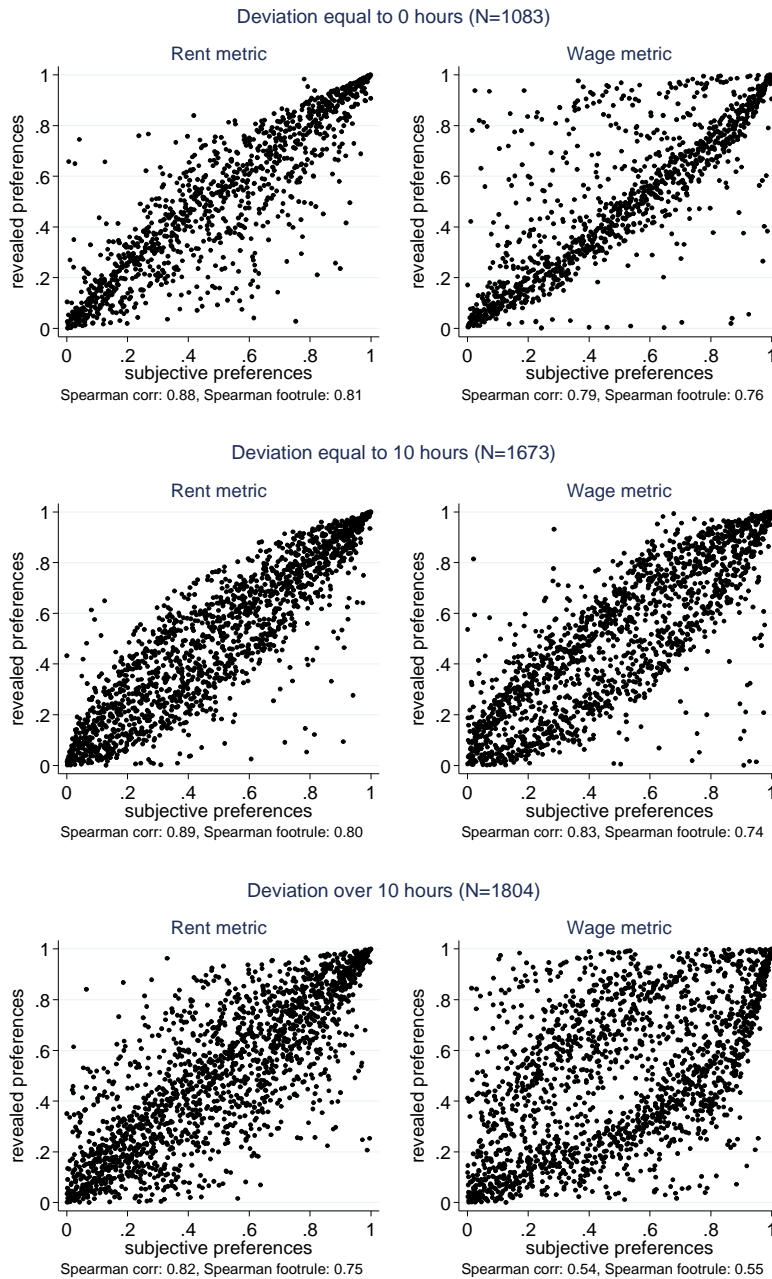 Deviation equal to 0 hours (N=1083)
Rent metric
Wage metric
revealed preferences
0 .2 .4 .6 .8 1
0 .2 .4 .6 .8 1
subjective preferences
Spearman corr: 0.88, Spearman footrule: 0.81
revealed preferences
0 .2 .4 .6 .8 1
0 .2 .4 .6 .8 1
subjective preferences
Spearman corr: 0.79, Spearman footrule: 0.76
Deviation equal to 10 hours (N=1673)
Rent metric
Wage metric
revealed preferences
0 .2 .4 .6 .8 1
0 .2 .4 .6 .8 1
subjective preferences
Spearman corr: 0.89, Spearman footrule: 0.80
revealed preferences
0 .2 .4 .6 .8 1
0 .2 .4 .6 .8 1
subjective preferences
Spearman corr: 0.83, Spearman footrule: 0.74
Deviation over 10 hours (N=1804)
Rent metric
Wage metric
revealed preferences
0 .2 .4 .6 .8 1
0 .2 .4 .6 .8 1
subjective preferences
Spearman corr: 0.82, Spearman footrule: 0.75
revealed preferences
0 .2 .4 .6 .8 1
0 .2 .4 .6 .8 1
subjective preferences
Spearman corr: 0.54, Spearman footrule: 0.55